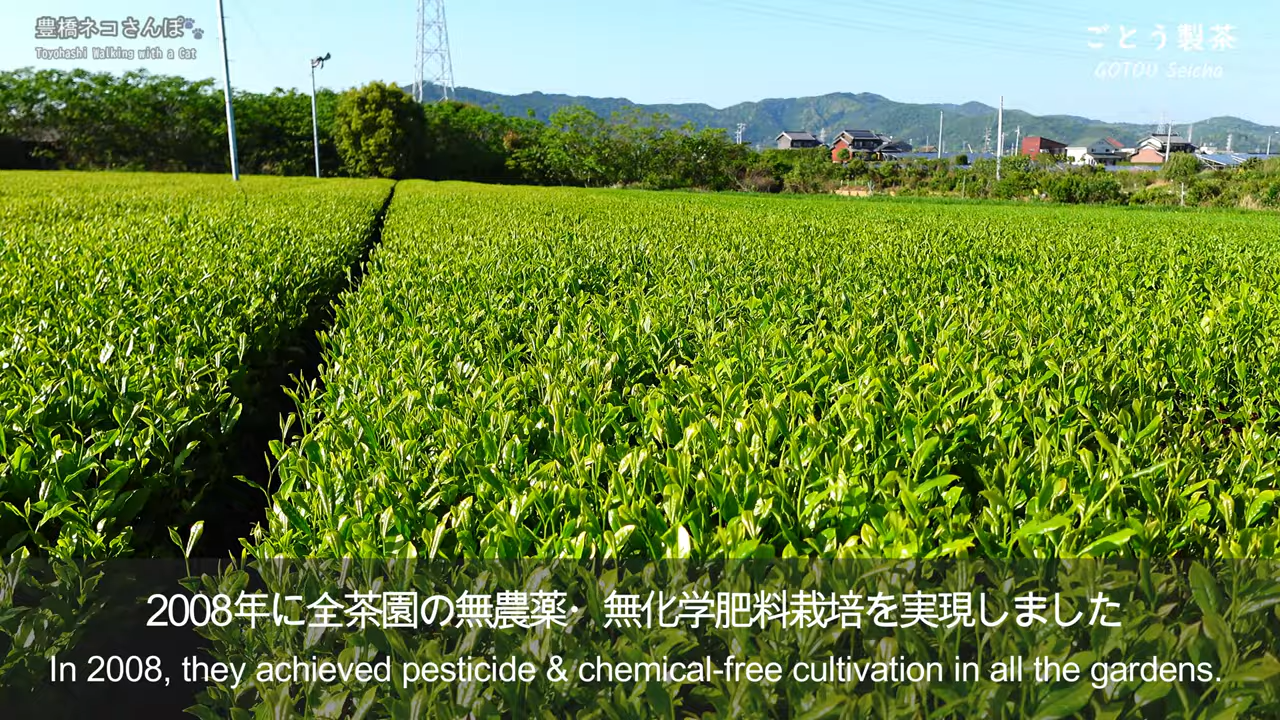 豊橋ネコさんぽ
Toyohashi Walking with a Cat
ごとう製茶
GOTOU Seicha
2008年に全茶園の無農薬・無化学肥料栽培を実現しました
In 2008, they achieved pesticide & chemical-free cultivation in all the gardens.